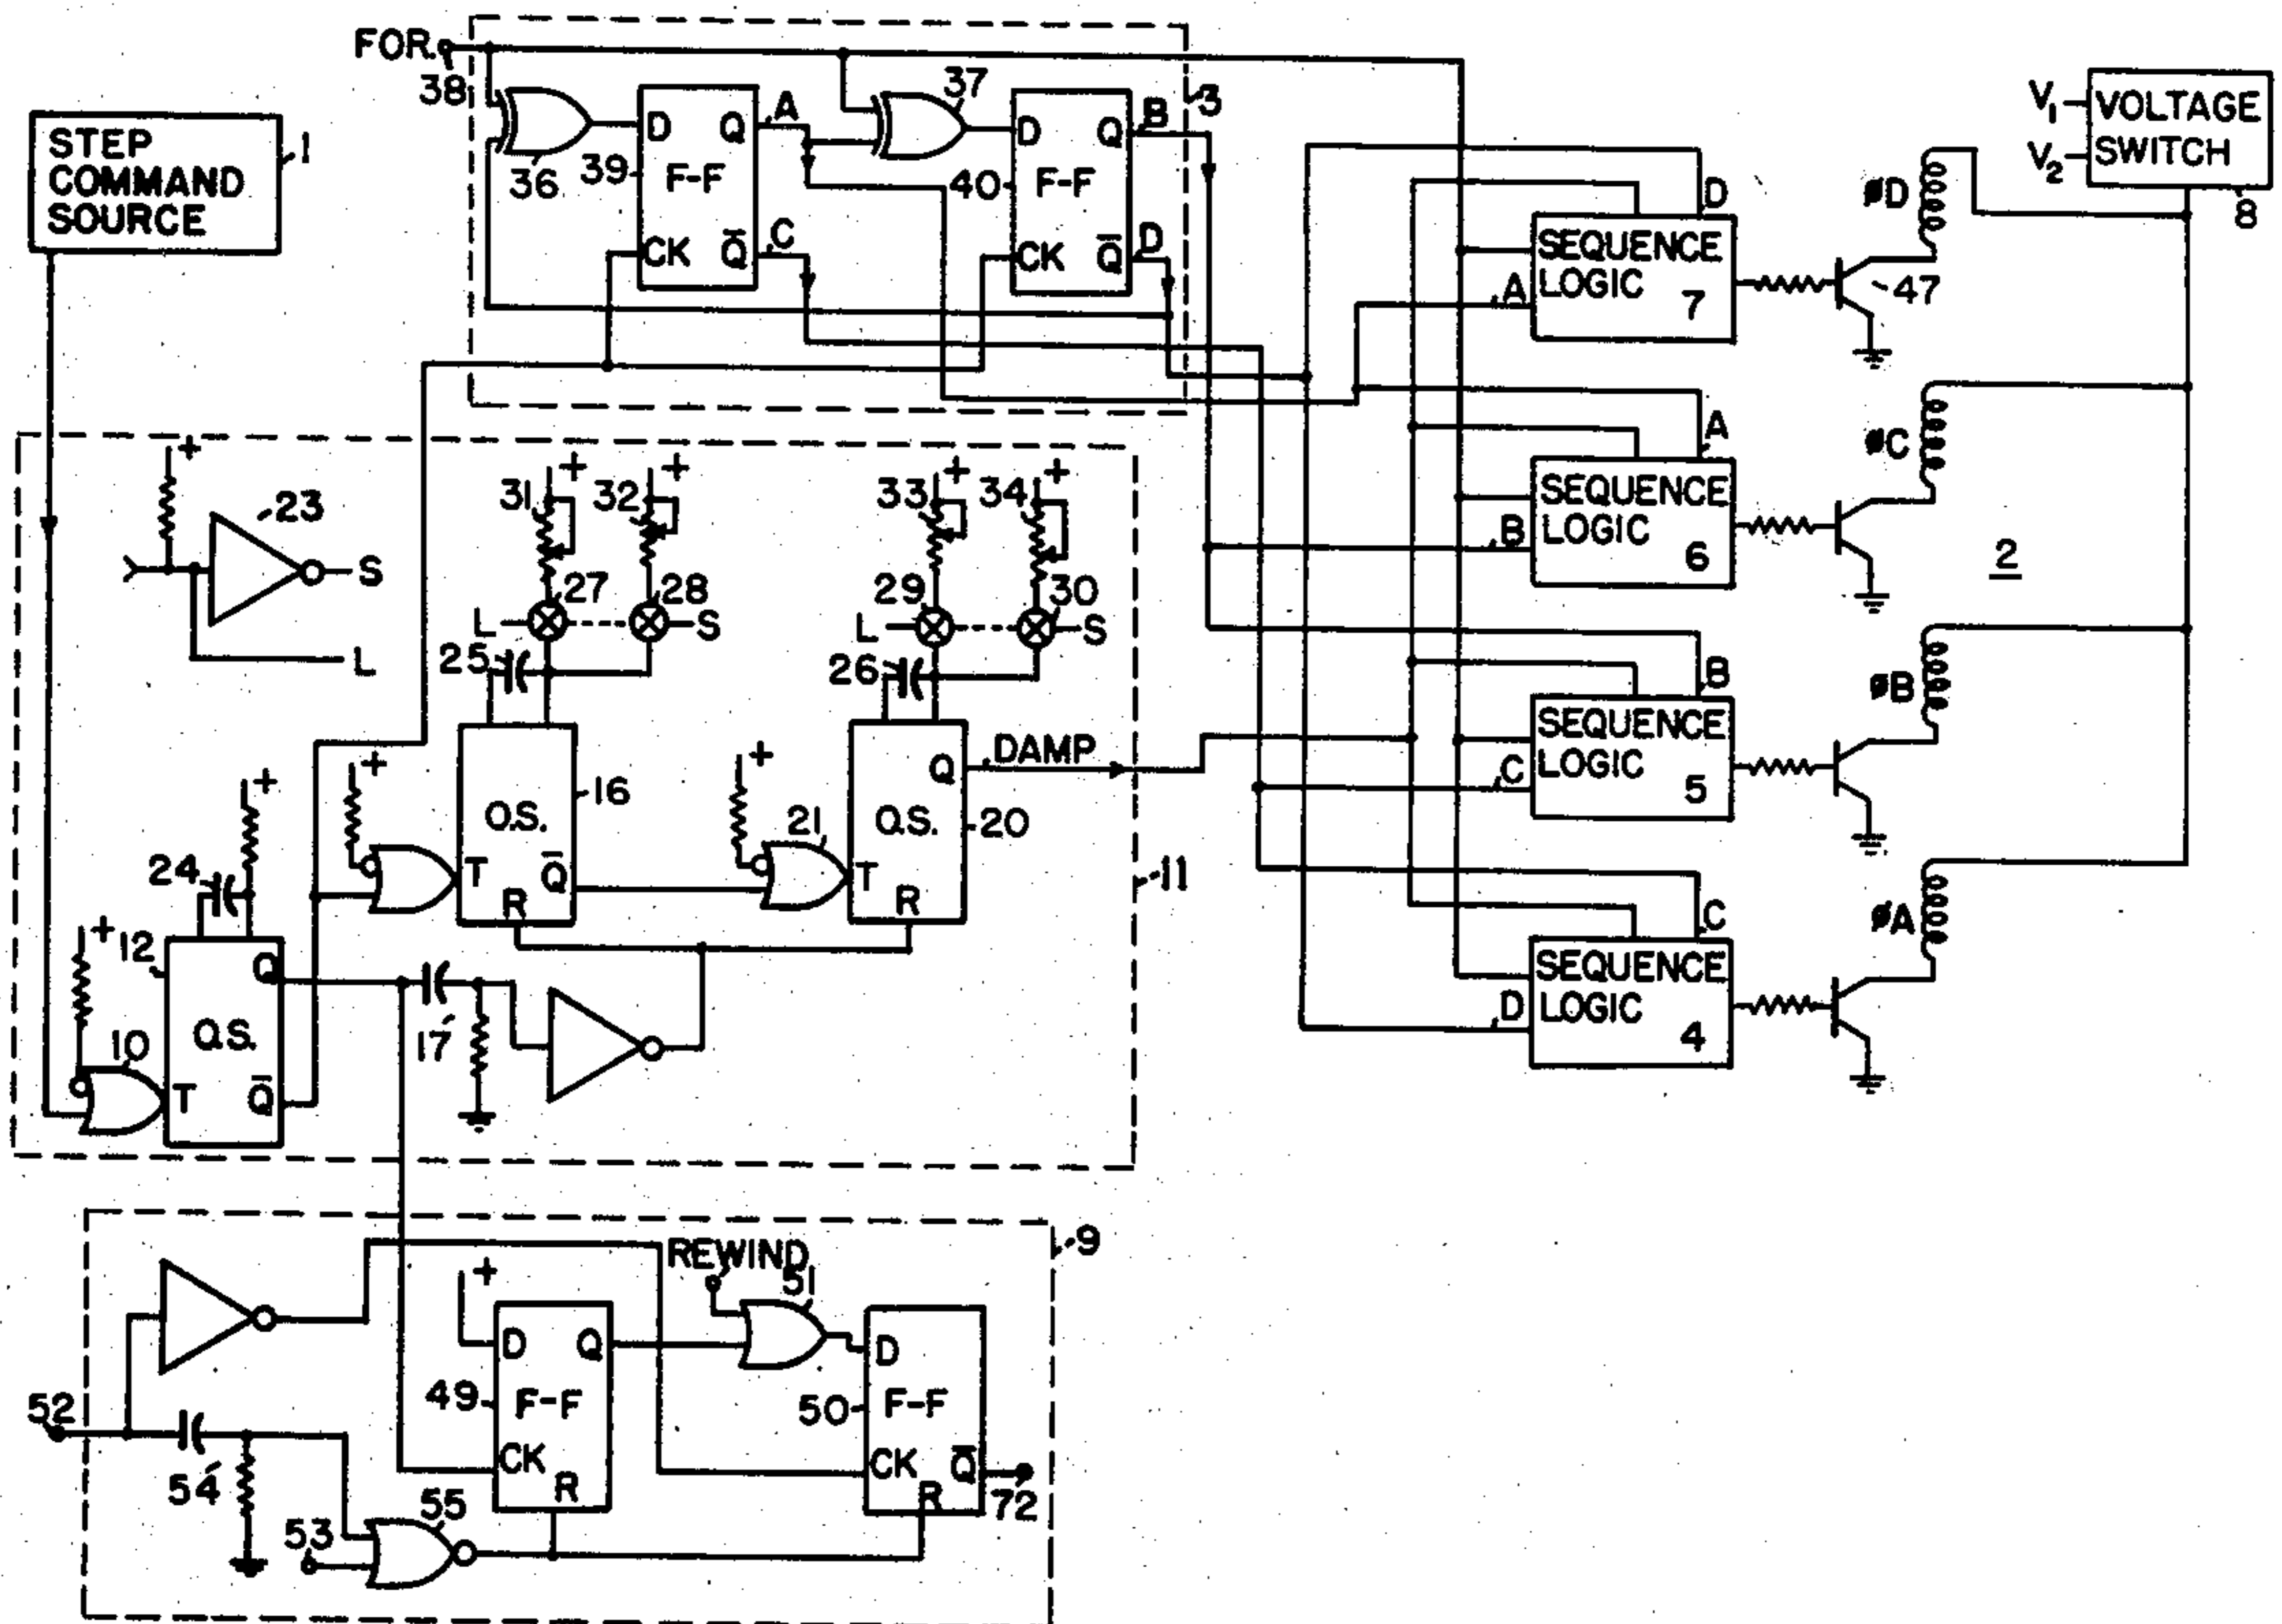 FOR.
38
STEP
COMMAND
SOURCE
1
36
39
D
Q
A
F-F
CK
Q̅
C
37
40
D
Q
B
F-F
CK
Q̅
D
3
V1
V2
VOLTAGE
SWITCH
8
D
SEQUENCE
LOGIC
7
A
47
ØD
A
SEQUENCE
LOGIC
6
B
ØC
2
B
SEQUENCE
LOGIC
5
C
ØB
C
SEQUENCE
LOGIC
4
D
ØA
+
23
S
L
31
+
32
+
33
+
34
+
27
28
L
S
25
29
30
L
S
26
O.S.
16
T
R
Q̅
+
21
+
O.S.
20
Q
T
R
DAMP
11
24
+
+
12
10
O.S.
Q
T
Q̅
17
9
REWIND
51
+
D
Q
F-F
49
CK
R
D
F-F
50
CK
Q̅
R
72
52
54
53
55